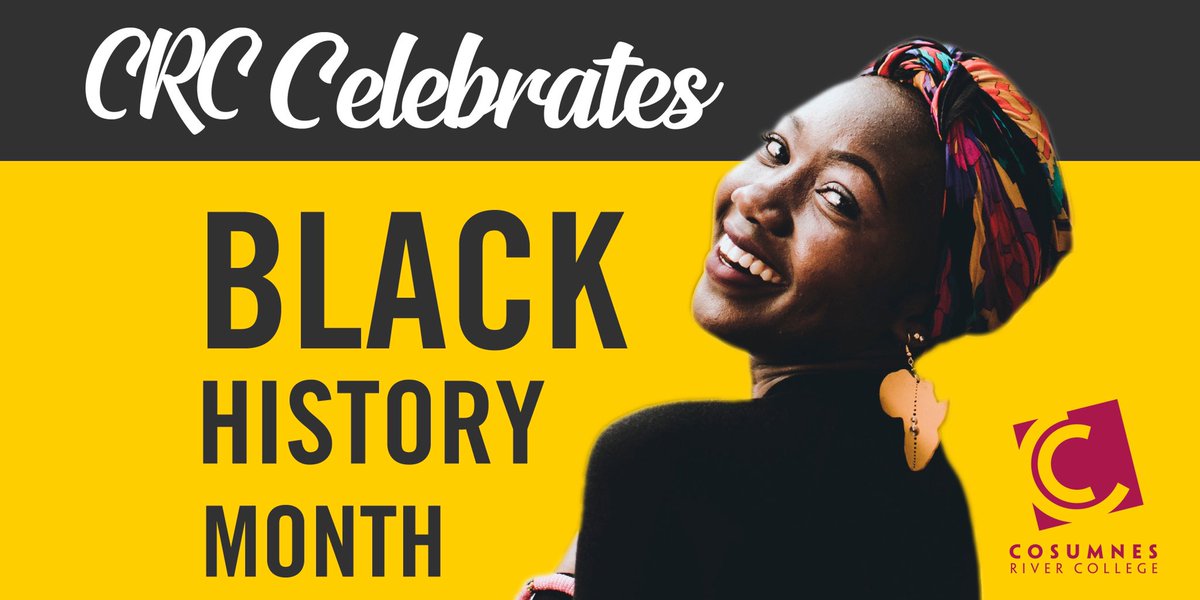 CRC Celebrates
BLACK
HISTORY
MONTH
COSUMNES
RIVER COLLEGE